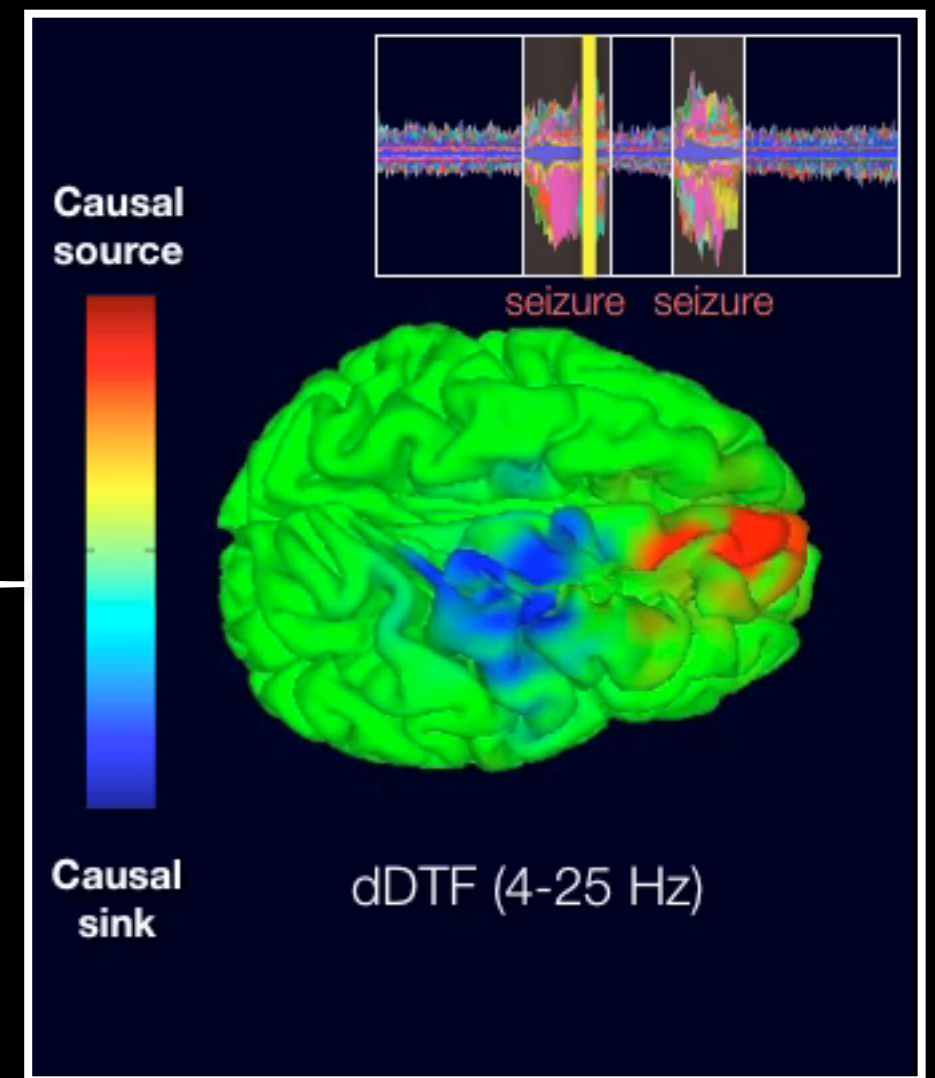 seizure seizure
Causal
source
Causal
sink
dDTF (4-25 Hz)